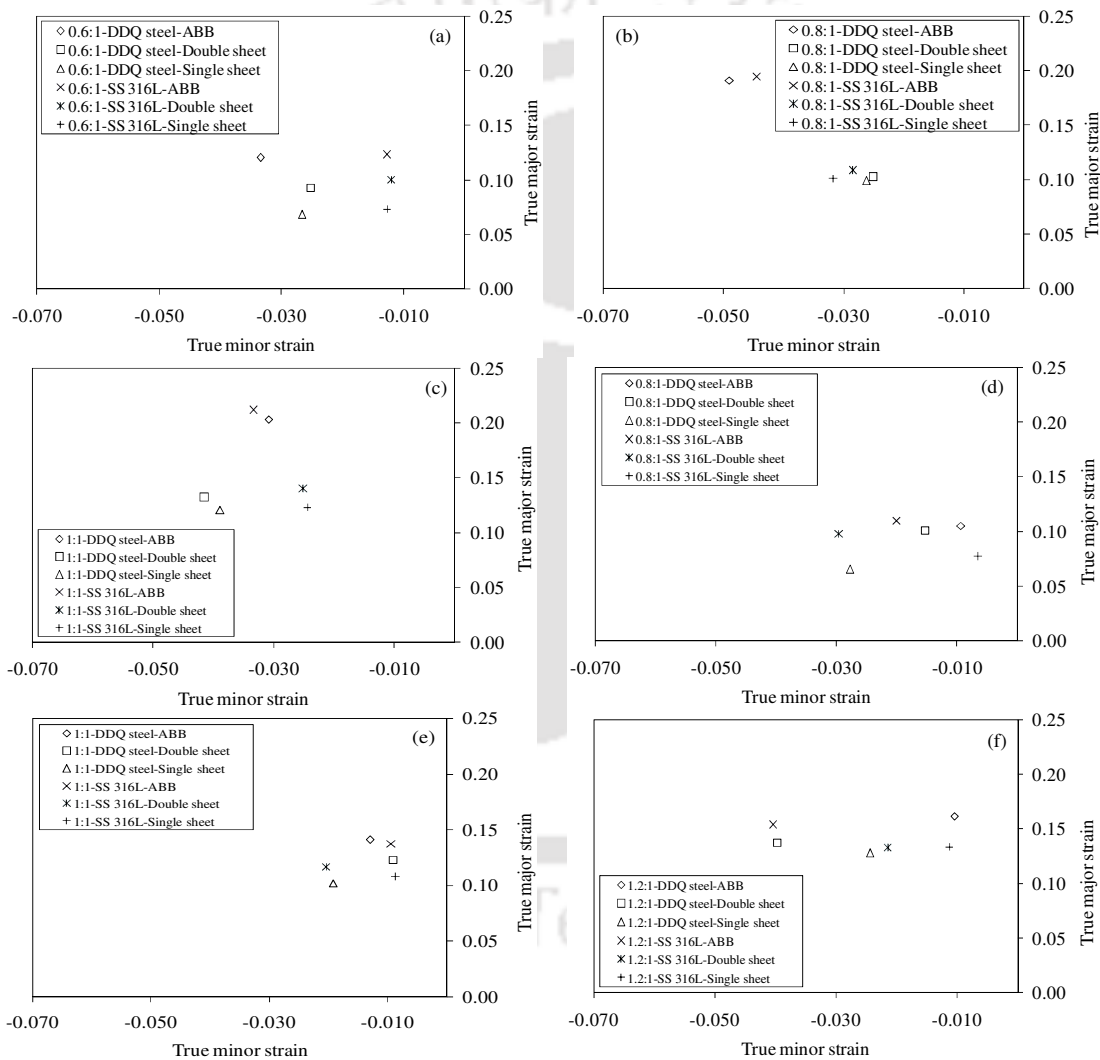 0.6:1-DDQ steel-ABB
0.6:1-DDQ steel-Double sheet
0.6:1-DDQ steel-Single sheet
0.6:1-SS 316L-ABB
0.6:1-SS 316L-Double sheet
0.6:1-SS 316L-Single sheet
(a)
0.25
0.20
0.15
0.10
0.05
0.00
True major strain
-0.070 -0.050 -0.030 -0.010
True minor strain
(b)
0.8:1-DDQ steel-ABB
0.8:1-DDQ steel-Double sheet
0.8:1-DDQ steel-Single sheet
0.8:1-SS 316L-ABB
0.8:1-SS 316L-Double sheet
0.8:1-SS 316L-Single sheet
0.25
0.20
0.15
0.10
0.05
0.00
True major strain
-0.070 -0.050 -0.030 -0.010
True minor strain
(c)
1:1-DDQ steel-ABB
1:1-DDQ steel-Double sheet
1:1-DDQ steel-Single sheet
1:1-SS 316L-ABB
1:1-SS 316L-Double sheet
1:1-SS 316L-Single sheet
0.25
0.20
0.15
0.10
0.05
0.00
True major strain
-0.070 -0.050 -0.030 -0.010
True minor strain
0.8:1-DDQ steel-ABB
0.8:1-DDQ steel-Double sheet
0.8:1-DDQ steel-Single sheet
0.8:1-SS 316L-ABB
0.8:1-SS 316L-Double sheet
0.8:1-SS 316L-Single sheet
(d)
0.25
0.20
0.15
0.10
0.05
0.00
True major strain
-0.070 -0.050 -0.030 -0.010
True minor strain
1:1-DDQ steel-ABB
1:1-DDQ steel-Double sheet
1:1-DDQ steel-Single sheet
1:1-SS 316L-ABB
1:1-SS 316L-Double sheet
1:1-SS 316L-Single sheet
(e)
0.25
0.20
0.15
0.10
0.05
0.00
True major strain
-0.070 -0.050 -0.030 -0.010
True minor strain
(f)
1.2:1-DDQ steel-ABB
1.2:1-DDQ steel-Double sheet
1.2:1-DDQ steel-Single sheet
1.2:1-SS 316L-ABB
1.2:1-SS 316L-Double sheet
1.2:1-SS 316L-Single sheet
0.25
0.20
0.15
0.10
0.05
0.00
True major strain
-0.070 -0.050 -0.030 -0.010
True minor strain